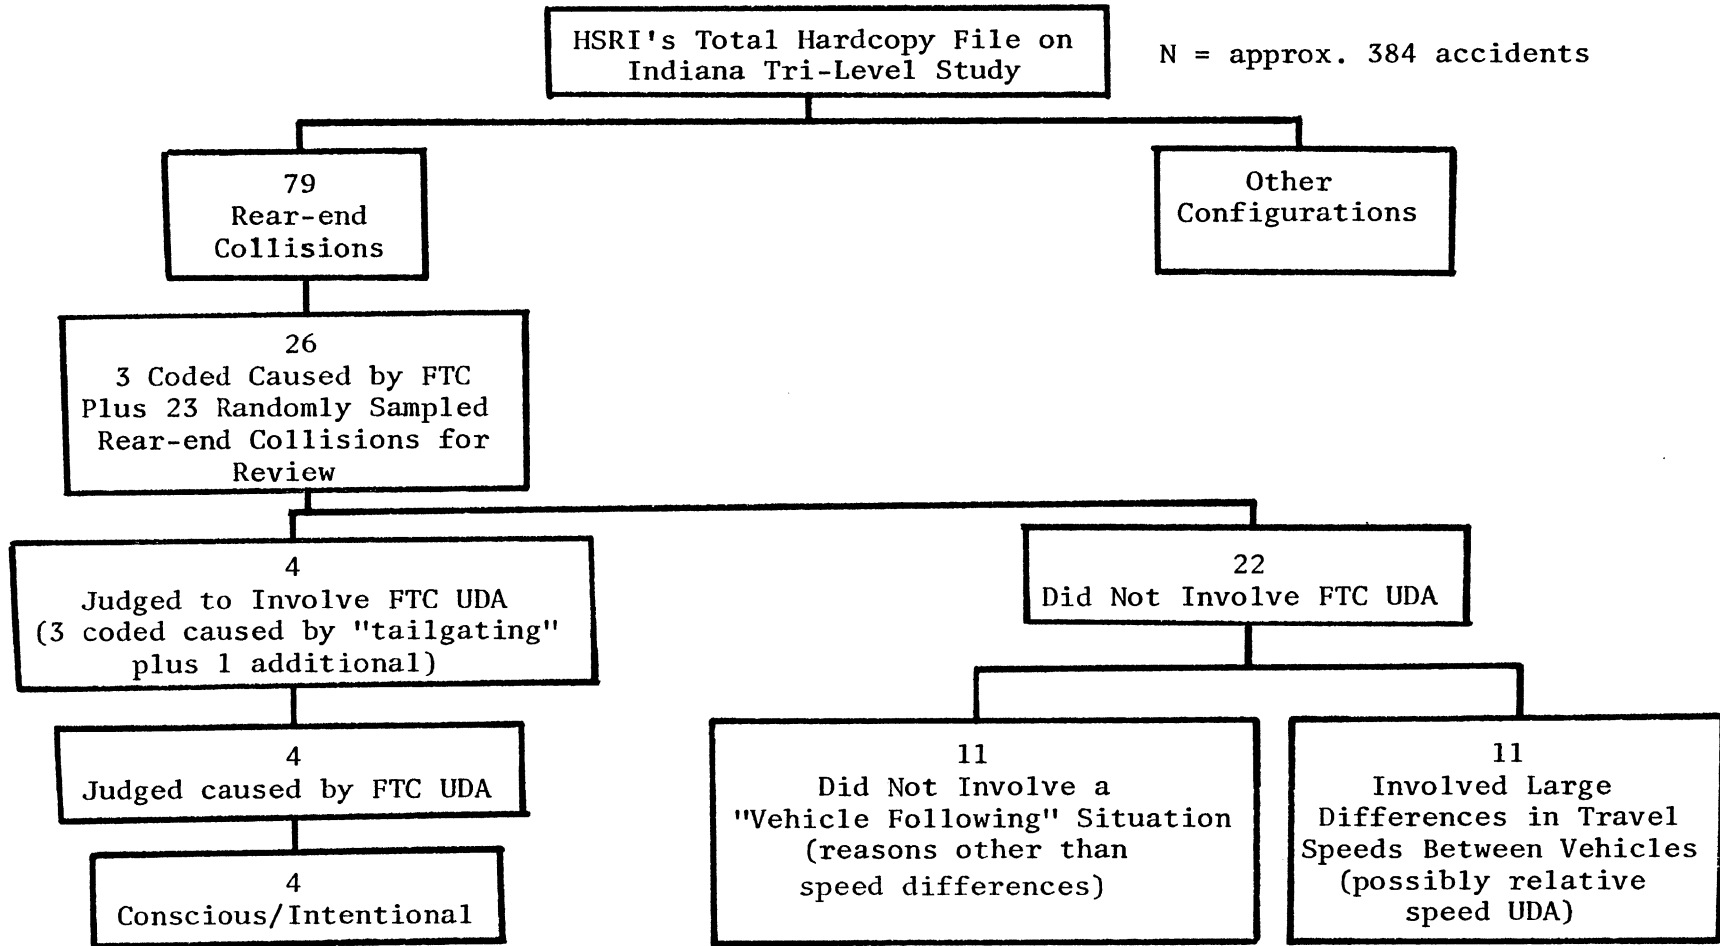 HSRI's Total Hardcopy File on
Indiana Tri-Level Study
N = approx. 384 accidents
79
Rear-end
Collisions
Other
Configurations
26
3 Coded Caused by FTC
Plus 23 Randomly Sampled
Rear-end Collisions for
Review
4
Judged to Involve FTC UDA
(3 coded caused by "tailgating"
plus 1 additional)
22
Did Not Involve FTC UDA
4
Judged caused by FTC UDA
11
Did Not Involve a
"Vehicle Following" Situation
(reasons other than
speed differences)
11
Involved Large
Differences in Travel
Speeds Between Vehicles
(possibly relative
speed UDA)
4
Conscious/Intentional